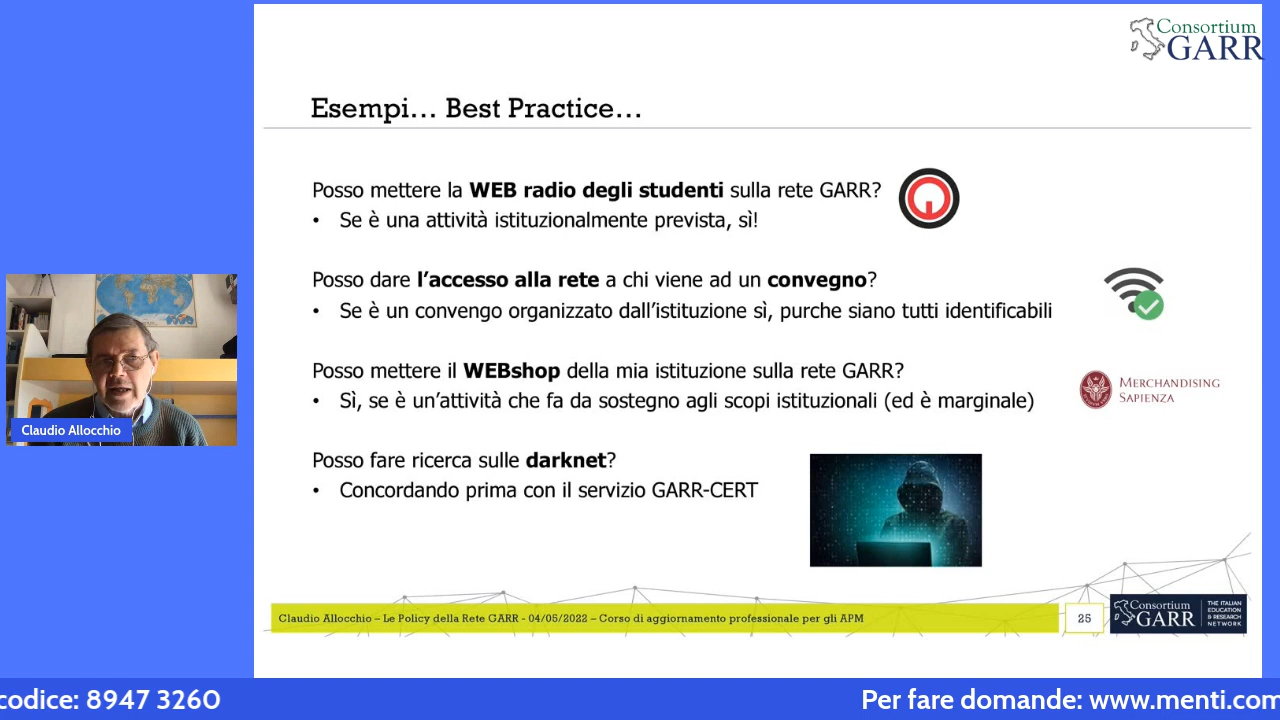 Consortium
GARR
Esempi... Best Practice...
Posso mettere la WEB radio degli studenti sulla rete GARR?
• Se è una attività istituzionalmente prevista, sì!
Posso dare l'accesso alla rete a chi viene ad un convegno?
• Se è un convengo organizzato dall'istituzione sì, purche siano tutti identificabili
Posso mettere il WEBshop della mia istituzione sulla rete GARR?
• Sì, se è un'attività che fa da sostegno agli scopi istituzionali (ed è marginale)
MERCHANDISING
SAPIENZA
Posso fare ricerca sulle darknet?
• Concordando prima con il servizio GARR-CERT
Claudio Allocchio
Claudio Allocchio – Le Policy della Rete GARR - 04/05/2022 – Corso di aggiornamento professionale per gli APM
25
Consortium
GARR
THE ITALIAN
EDUCATION
& RESEARCH
NETWORK
codice: 8947 3260
Per fare domande: www.menti.com